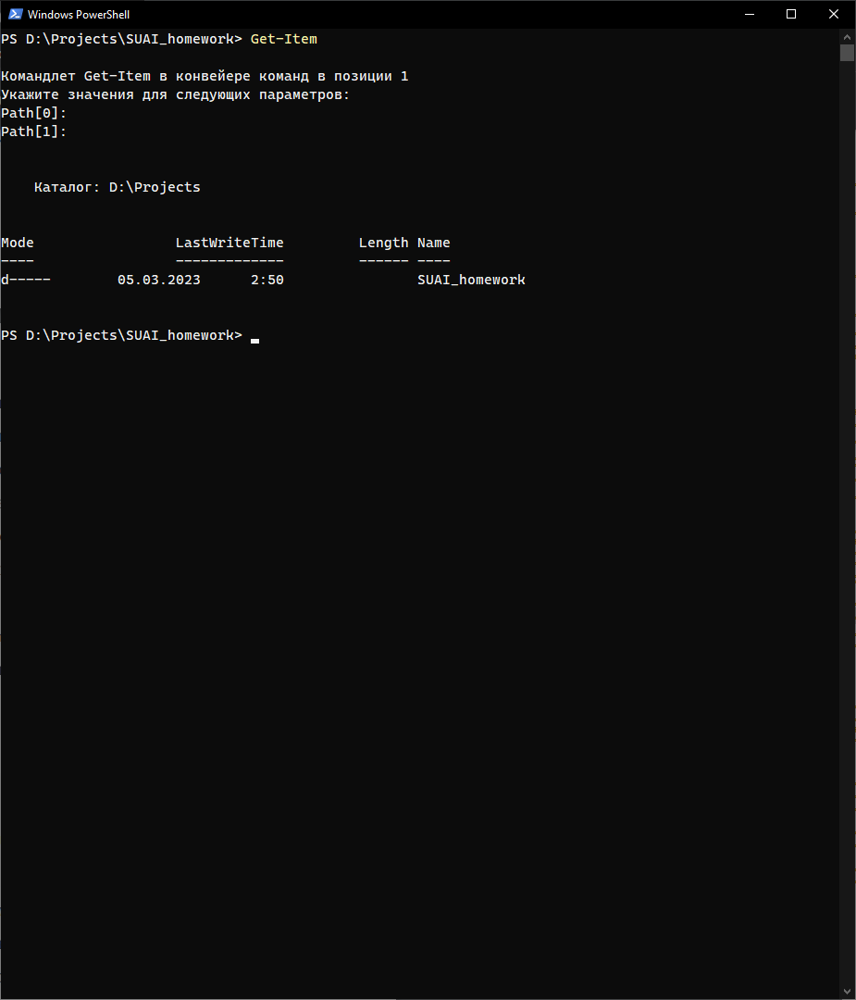 Windows PowerShell
PS D:\Projects\SUAI_homework> Get-Item
Командлет Get-Item в конвейере команд в позиции 1
Укажите значения для следующих параметров:
Path[0]:
Path[1]:
Каталог: D:\Projects
Mode LastWriteTime Length Name
---- ------------- ------ ----
d----- 05.03.2023 2:50 SUAI_homework
PS D:\Projects\SUAI_homework>